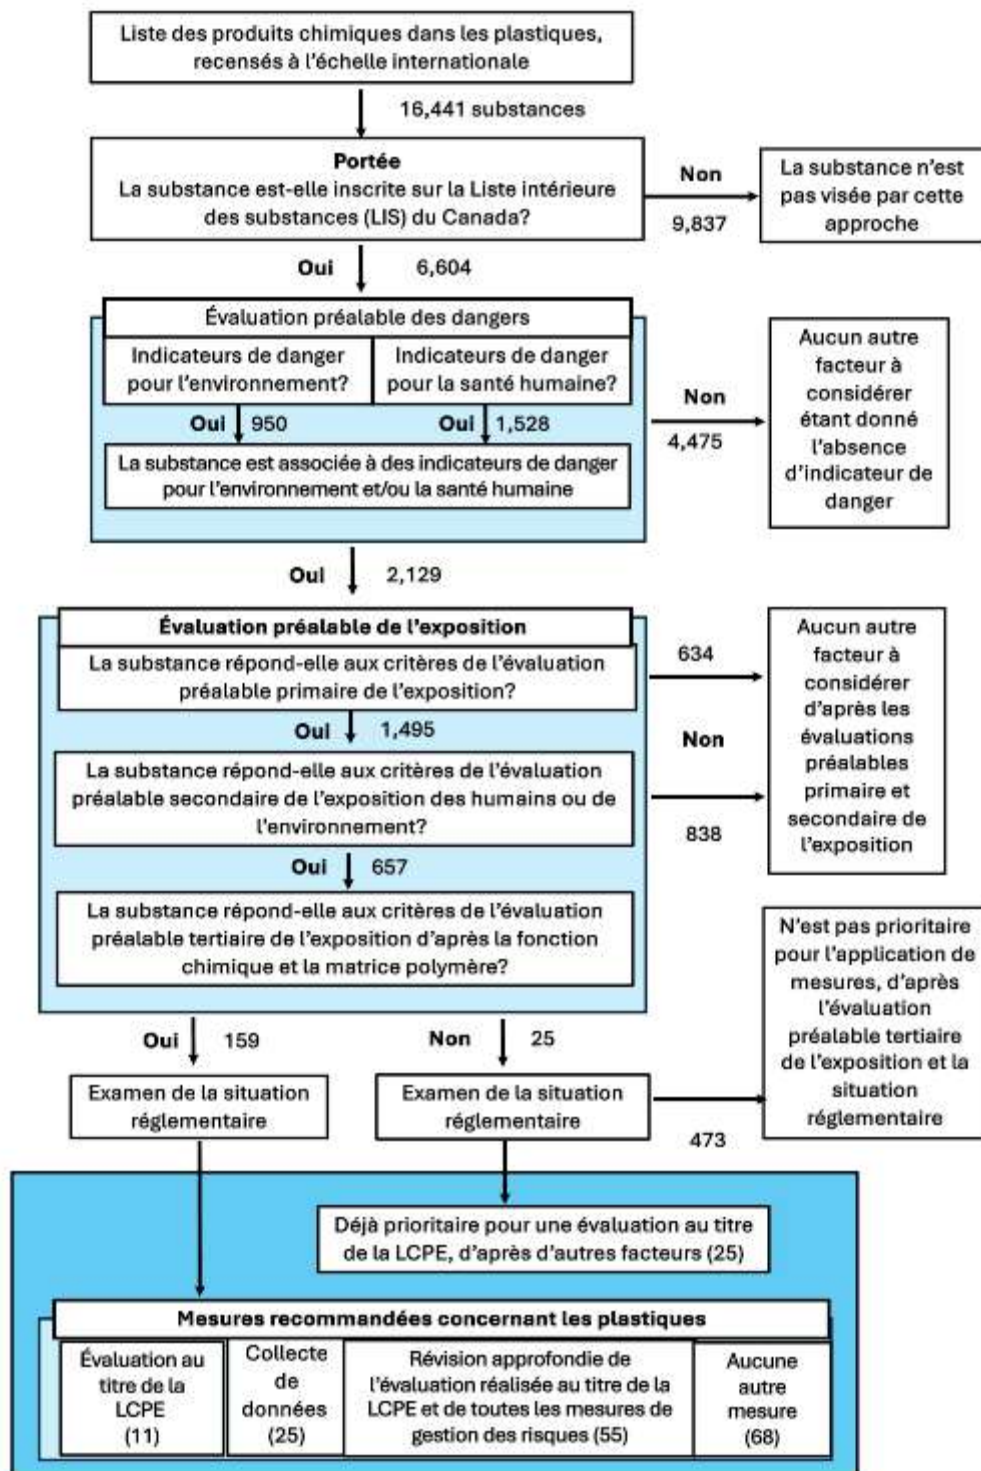 Liste des produits chimiques dans les plastiques,
recensés à l'échelle internationale
16,441 substances
Portée
La substance est-elle inscrite sur la Liste intérieure
des substances (LIS) du Canada?
Non
9,837
La substance n'est
pas visée par cette
approche
Oui
6,604
Évaluation préalable des dangers
Indicateurs de danger
pour l'environnement?
Indicateurs de danger
pour la santé humaine?
Oui
950
Oui
1,528
La substance est associée à des indicateurs de danger
pour l'environnement et/ou la santé humaine
Non
4,475
Aucun autre
facteur à
considérer
étant donné
l'absence
d'indicateur de
danger
Oui
2,129
Évaluation préalable de l'exposition
La substance répond-elle aux critères de l'évaluation
préalable primaire de l'exposition?
634
Oui
1,495
Non
La substance répond-elle aux critères de l'évaluation
préalable secondaire de l'exposition des humains ou de
l'environnement?
838
Aucun autre
facteur à
considérer
d'après les
évaluations
préalables
primaire et
secondaire de
l'exposition
Oui
657
La substance répond-elle aux critères de l'évaluation
préalable tertiaire de l'exposition d'après la fonction
chimique et la matrice polymère?
Oui
159
Non
25
Examen de la situation
réglementaire
Examen de la situation
réglementaire
473
N'est pas prioritaire
pour l'application de
mesures, d'après
l'évaluation
préalable tertiaire
de l'exposition et la
situation
réglementaire
Déjà prioritaire pour une évaluation au titre
de la LCPE, d'après d'autres facteurs (25)
Mesures recommandées concernant les plastiques
Évaluation au
titre de la
LCPE
(11)
Collecte
de
données
(25)
Révision approfondie de
l'évaluation réalisée au titre de la
LCPE et de toutes les mesures de
gestion des risques (55)
Aucune
autre
mesure
(68)